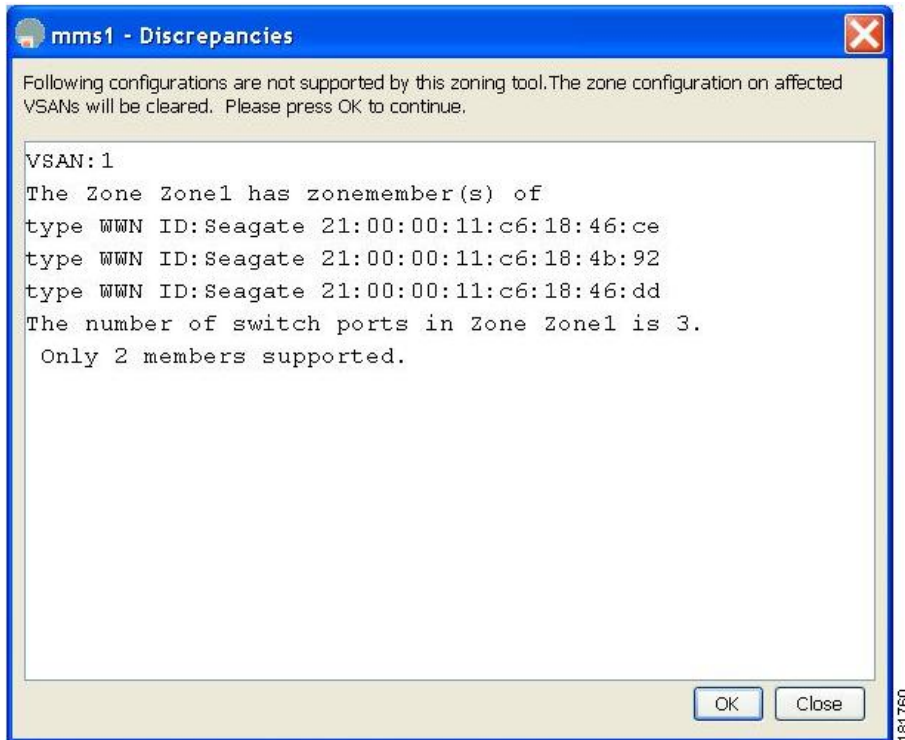 mms1 - Discrepancies
Following configurations are not supported by this zoning tool.The zone configuration on affected
VSANs will be cleared. Please press OK to continue.
VSAN:1
The Zone Zone1 has zonemember(s) of
type WWN ID:Seagate 21:00:00:11:c6:18:46:ce
type WWN ID:Seagate 21:00:00:11:c6:18:4b:92
type WWN ID:Seagate 21:00:00:11:c6:18:46:dd
The number of switch ports in Zone Zone1 is 3.
Only 2 members supported.
OK Close
181760